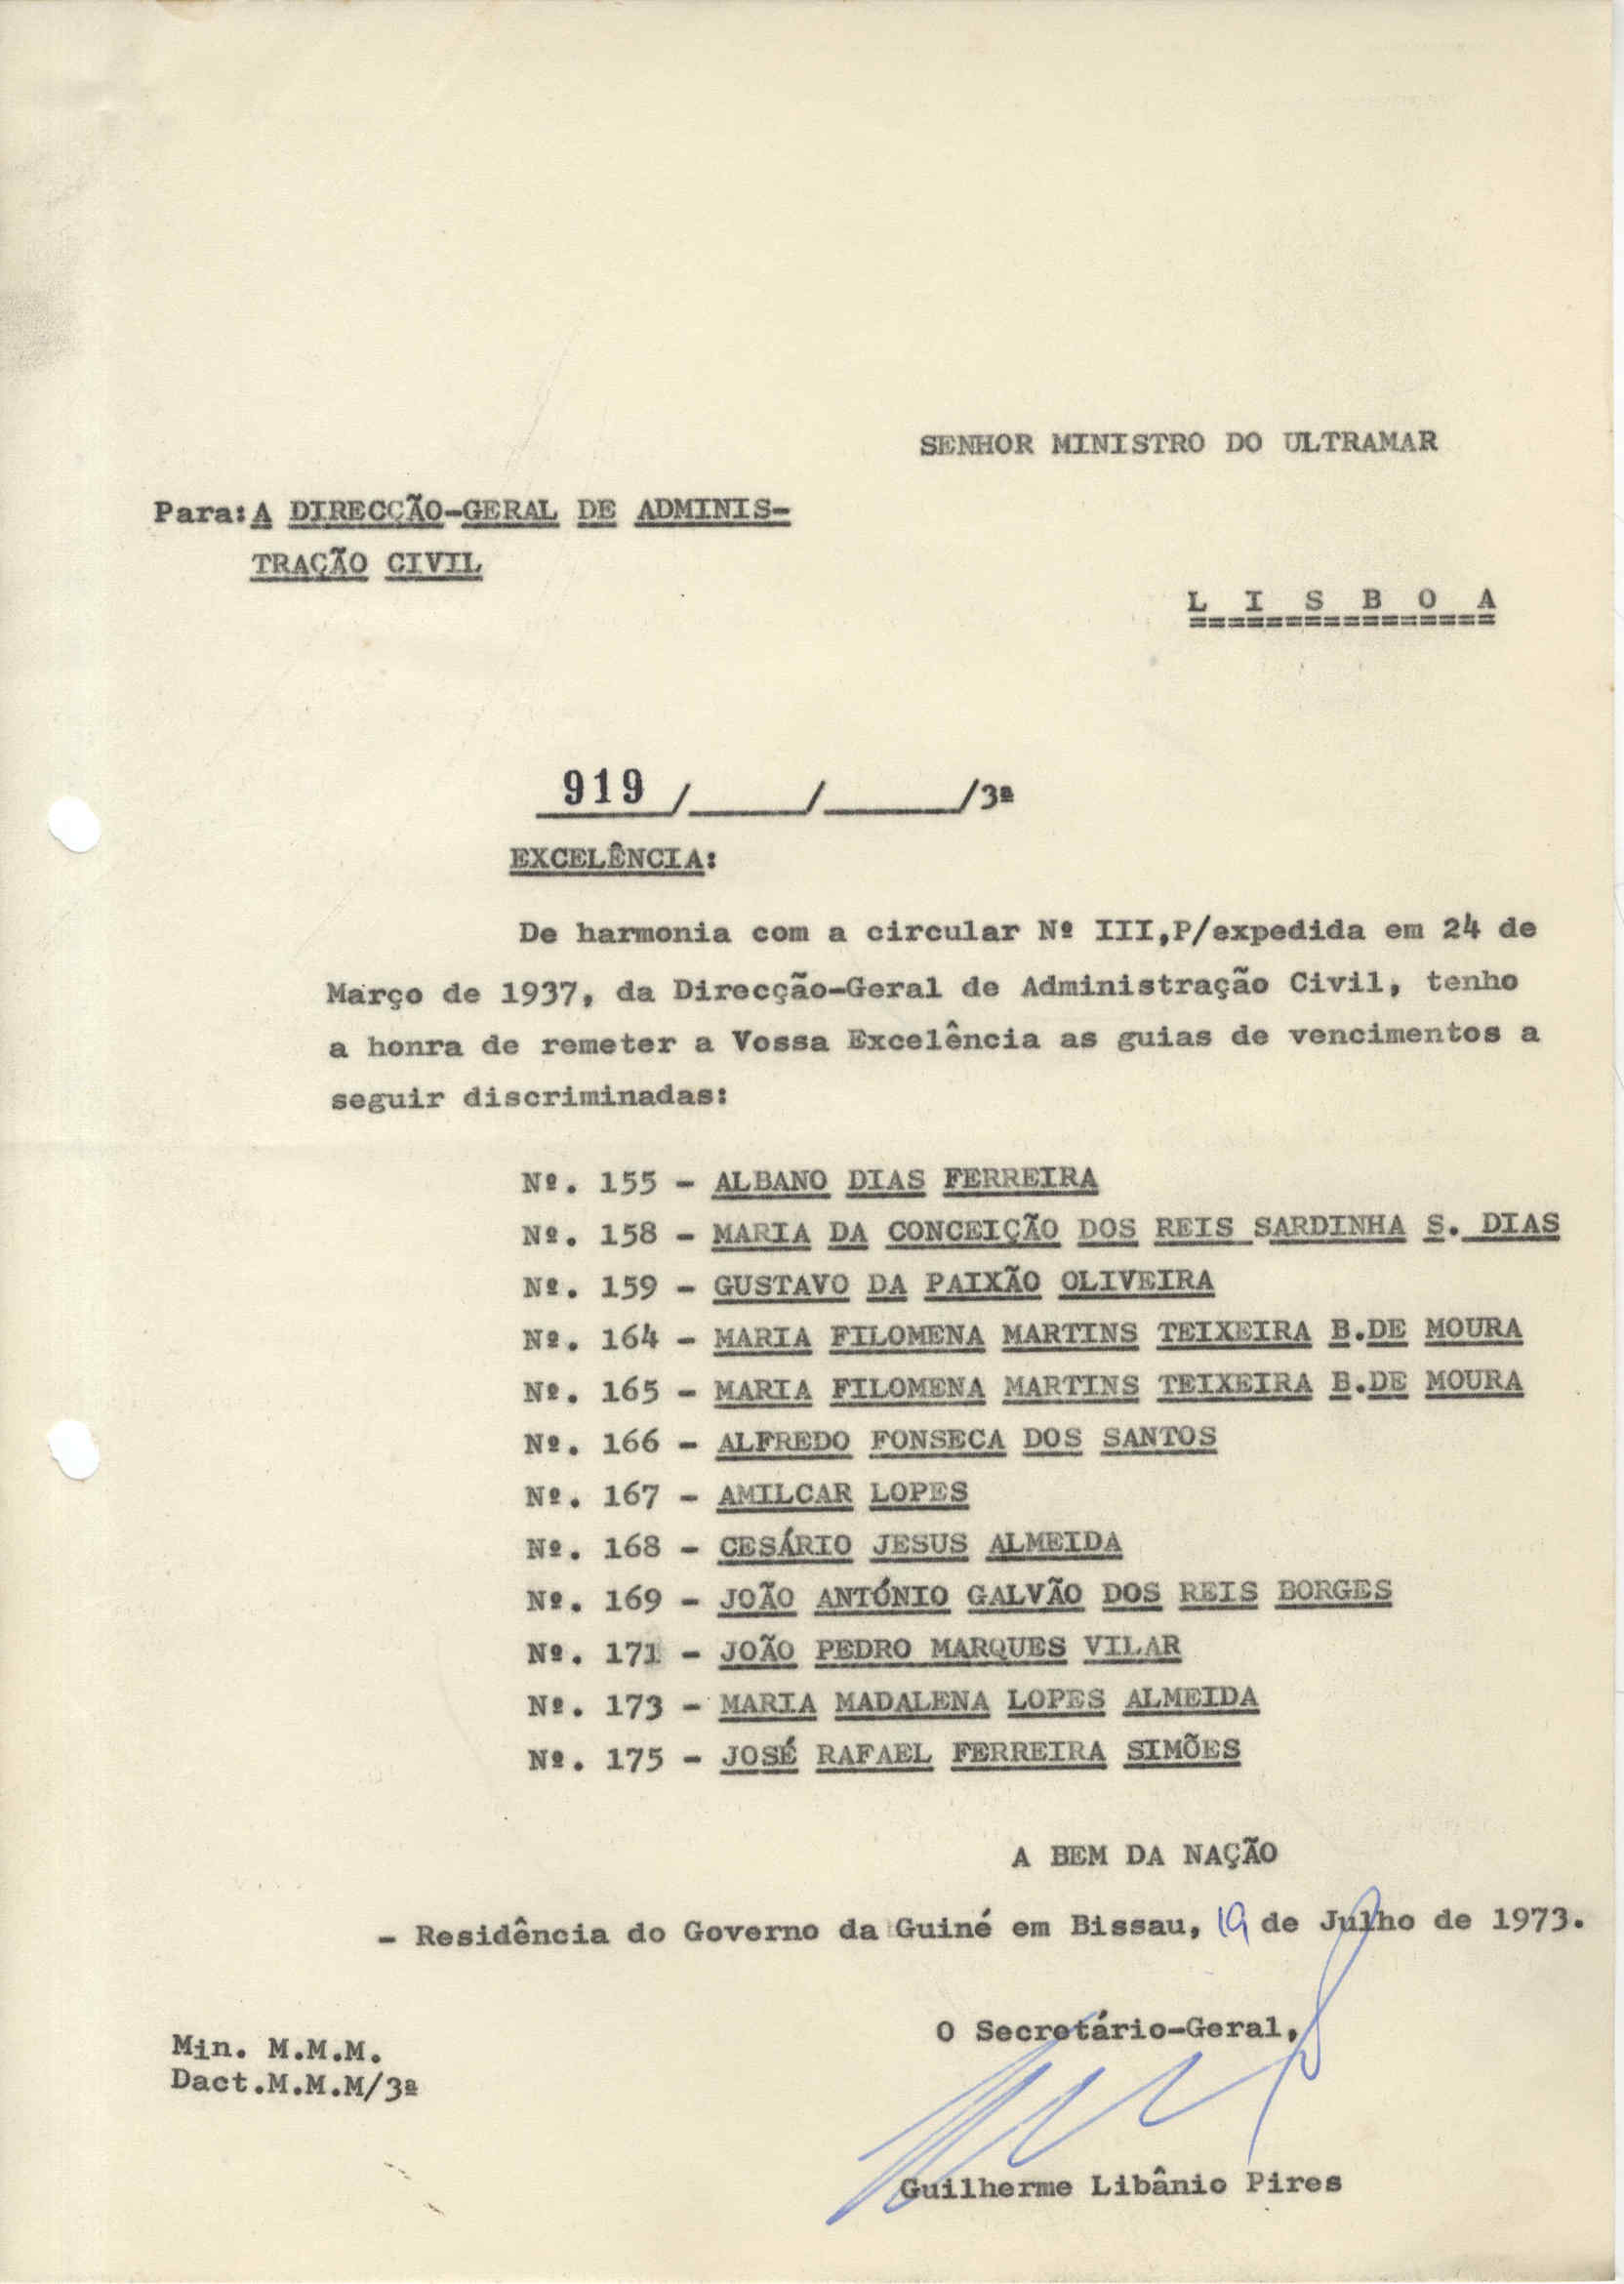 SENHOR MINISTRO DO ULTRAMAR
Para: A DIRECÇÃO-GERAL DE ADMINIS-
TRAÇÃO CIVIL
L I S B O A
================
919 /______/_______/3ª
EXCELÊNCIA:
De harmonia com a circular Nº III,P/expedida em 24 de
Março de 1937, da Direcção-Geral de Administração Civil, tenho
a honra de remeter a Vossa Excelência as guias de vencimentos a
seguir discriminadas:
Nº. 155 - ALBANO DIAS FERREIRA
Nº. 158 - MARIA DA CONCEIÇÃO DOS REIS SARDINHA S. DIAS
Nº. 159 - GUSTAVO DA PAIXÃO OLIVEIRA
Nº. 164 - MARIA FILOMENA MARTINS TEIXEIRA B.DE MOURA
Nº. 165 - MARIA FILOMENA MARTINS TEIXEIRA B.DE MOURA
Nº. 166 - ALFREDO FONSECA DOS SANTOS
Nº. 167 - AMILCAR LOPES
Nº. 168 - CESÁRIO JESUS ALMEIDA
Nº. 169 - JOÃO ANTÓNIO GALVÃO DOS REIS BORGES
Nº. 171 - JOÃO PEDRO MARQUES VILAR
Nº. 173 - MARIA MADALENA LOPES ALMEIDA
Nº. 175 - JOSÉ RAFAEL FERREIRA SIMÕES
A BEM DA NAÇÃO
- Residência do Governo da Guiné em Bissau, 19 de Julho de 1973.
O Secretário-Geral,
Min. M.M.M.
Dact.M.M.M/3ª
Guilherme Libânio Pires